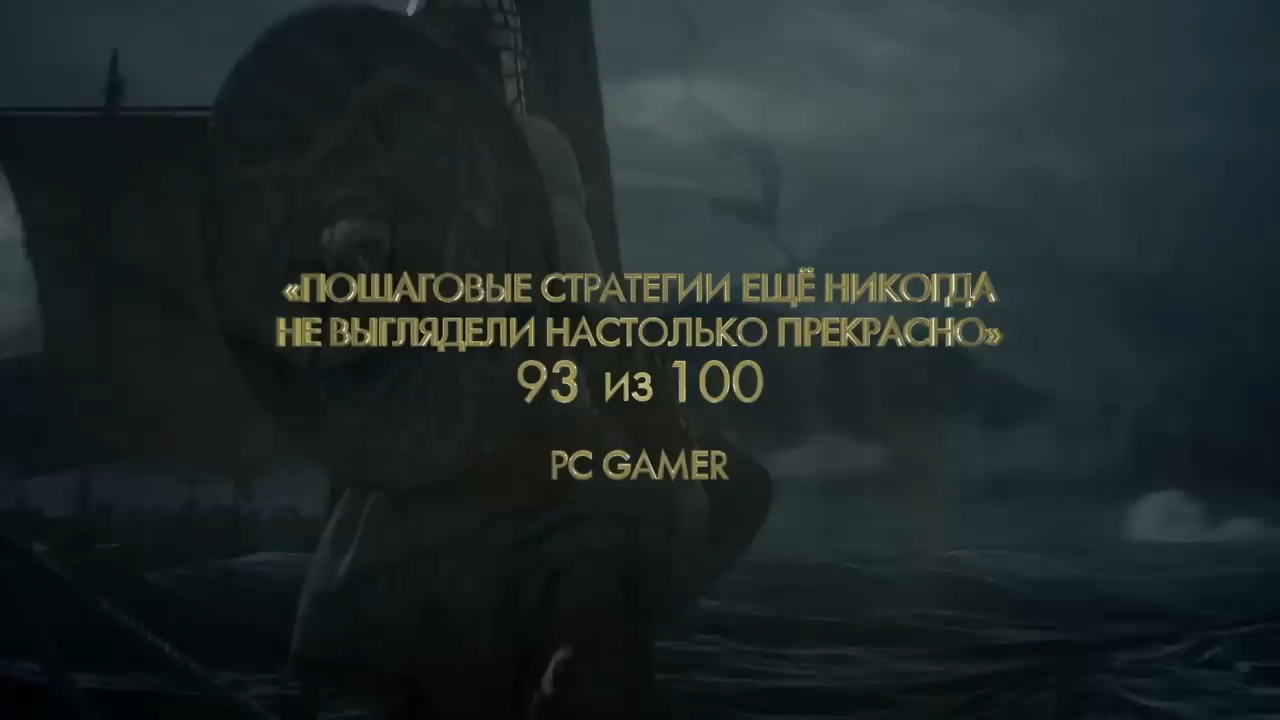 «ПОШАГОВЫЕ СТРАТЕГИИ ЕЩЁ НИКОГДА
НЕ ВЫГЛЯДЕЛИ НАСТОЛЬКО ПРЕКРАСНО»
93 из 100
PC GAMER